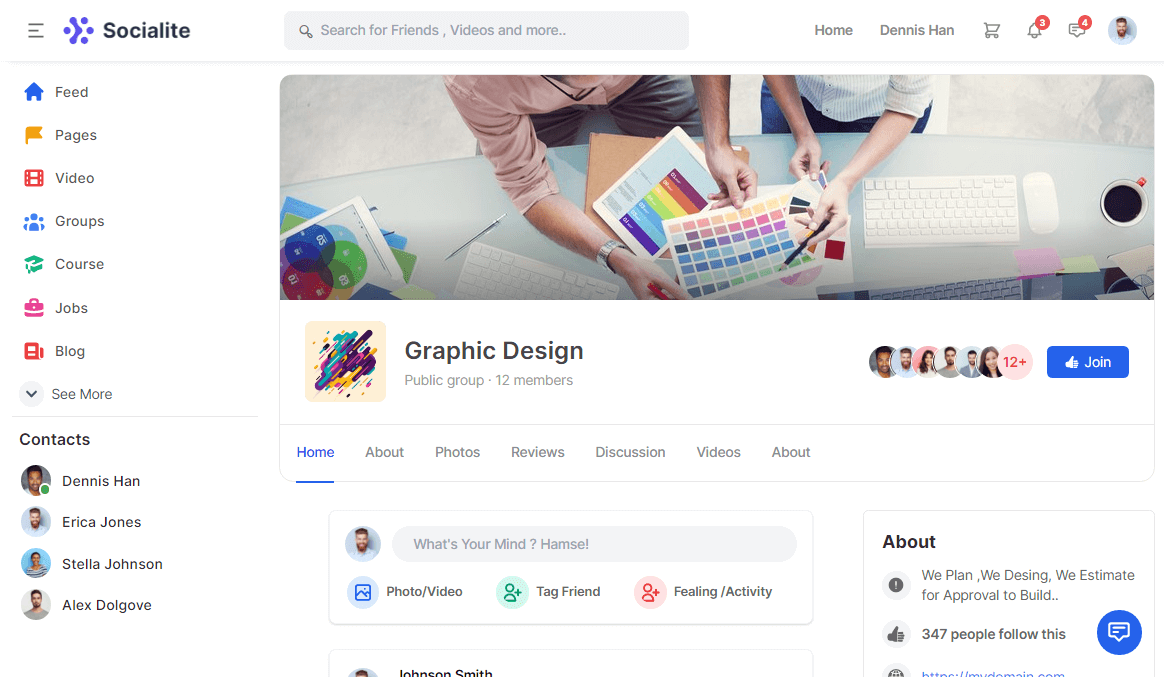 Socialite
Search for Friends , Videos and more..
Home
Dennis Han
3
4
Feed
Pages
Video
Groups
Course
Jobs
Blog
See More
Contacts
Dennis Han
Erica Jones
Stella Johnson
Alex Dolgove
Graphic Design
Public group · 12 members
12+
Join
Home
About
Photos
Reviews
Discussion
Videos
About
What's Your Mind ? Hamse!
Photo/Video
Tag Friend
Fealing /Activity
Johnson Smith
About
We Plan ,We Desing, We Estimate
for Approval to Build..
347 people follow this
https://mydomain.com